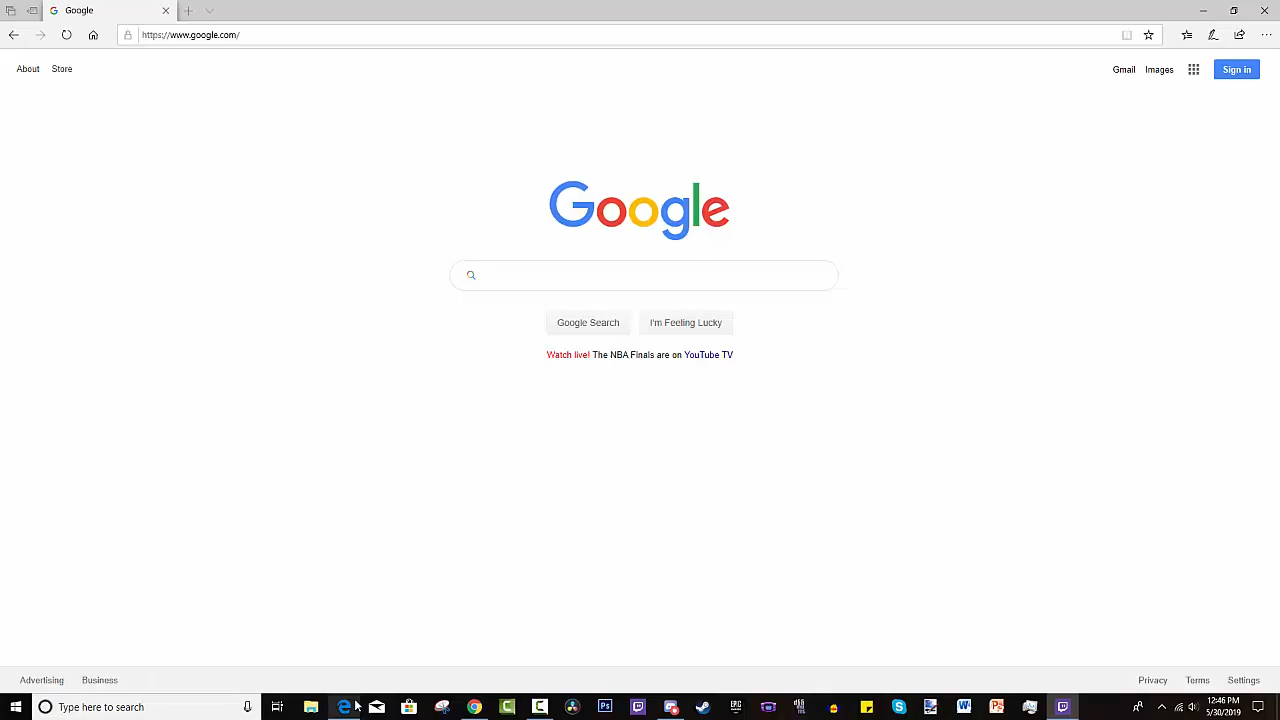 Google
https://www.google.com/
About Store
Gmail Images Sign in
Google
Google Search I'm Feeling Lucky
Watch live! The NBA Finals are on YouTube TV
Advertising Business
Privacy Terms Settings
Type here to search
12:46 PM
5/30/2019